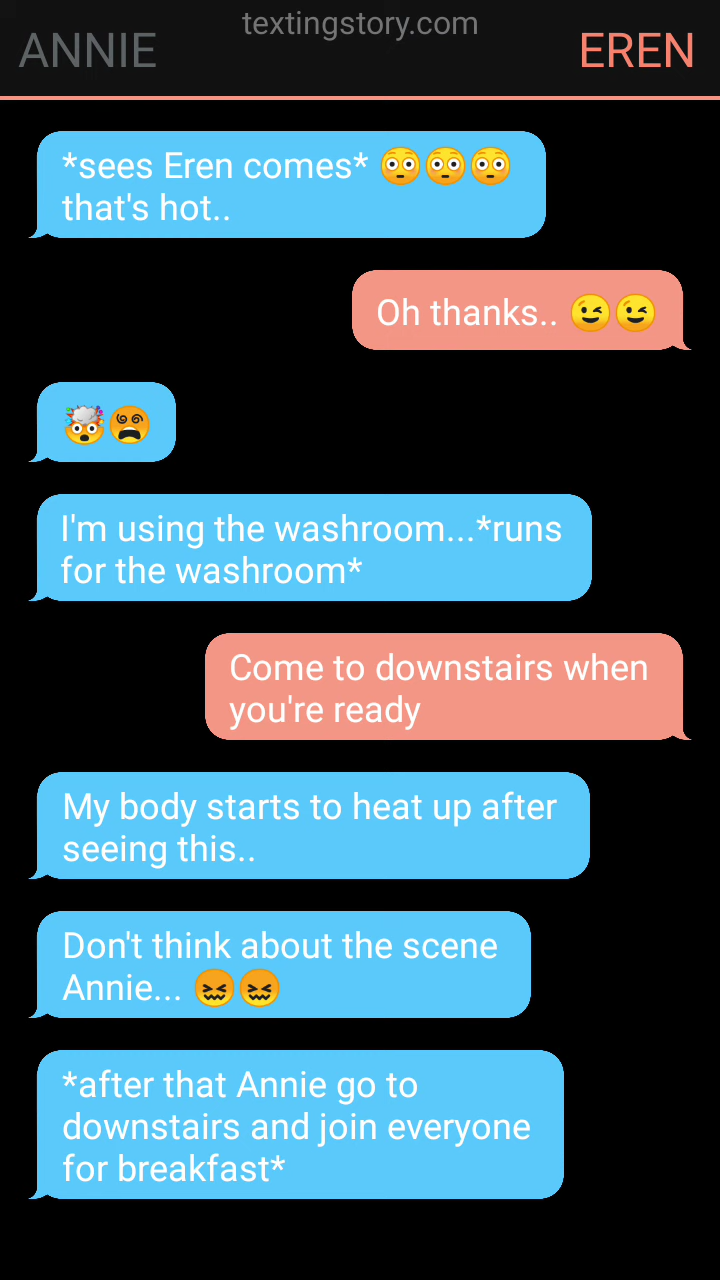 textingstory.com
ANNIE
EREN
*sees Eren comes* 😳😳😳
that's hot..
Oh thanks.. 😉😉
🤯😵‍💫
I'm using the washroom...*runs
for the washroom*
Come to downstairs when
you're ready
My body starts to heat up after
seeing this..
Don't think about the scene
Annie... 😖😖
*after that Annie go to
downstairs and join everyone
for breakfast*